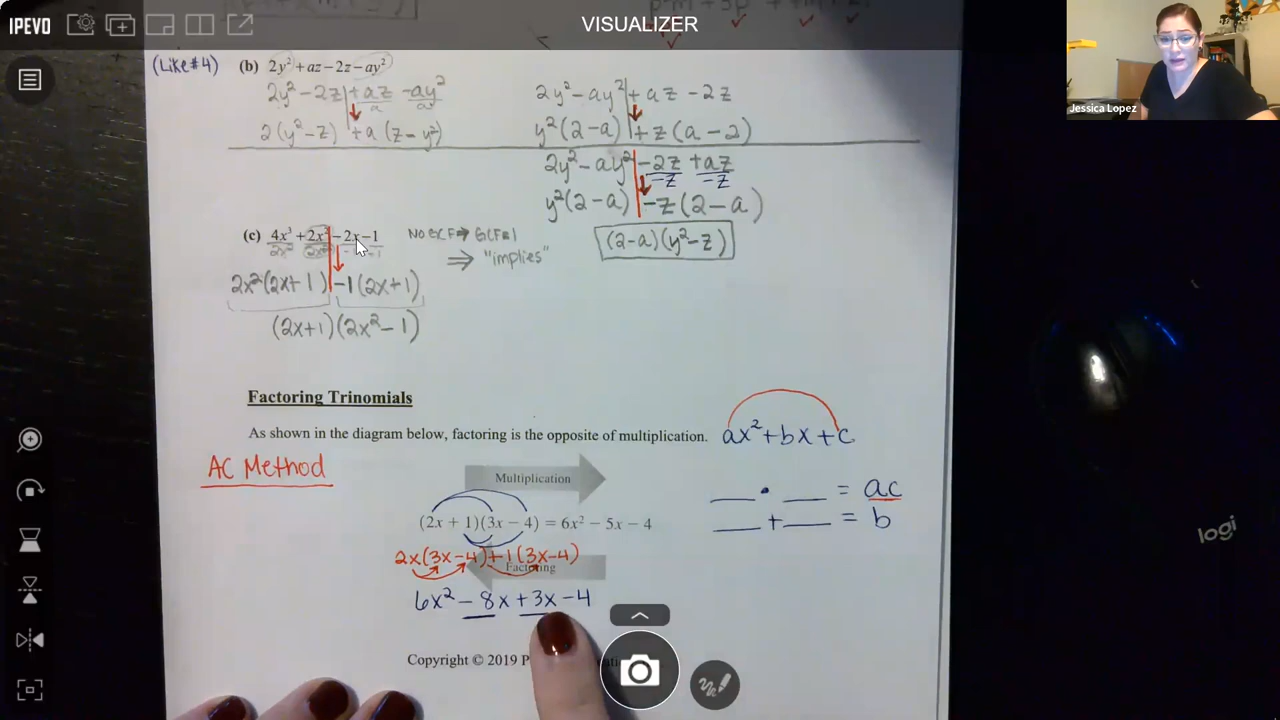 IPEVO
VISUALIZER
Jessica Lopez
(Like #4) (b) 2y² + az − 2z − ay²
2y² − 2z + az − ay²
a a
2(y² − z) + a (z − y²)
2y² − ay² + az − 2z
y²(2 − a) + z (a − 2)
2y² − ay² − 2z + az
−z −z
y²(2 − a) − z (2 − a)
(2−a)(y²−z)
(c) 4x³ + 2x² − 2x − 1
2x² 2x² −1
No GCF ⇒ GCF=1
⇒ "implies"
2x²(2x+1) −1(2x+1)
(2x+1)(2x²−1)
Factoring Trinomials
As shown in the diagram below, factoring is the opposite of multiplication.
ax² + bx + c
AC Method
Multiplication
___ • ___ = ac
___ + ___ = b
(2x + 1)(3x − 4) = 6x² − 5x − 4
2x(3x−4)+1(3x−4)
Factoring
6x² − 8x + 3x − 4
Copyright © 2019 P
logi